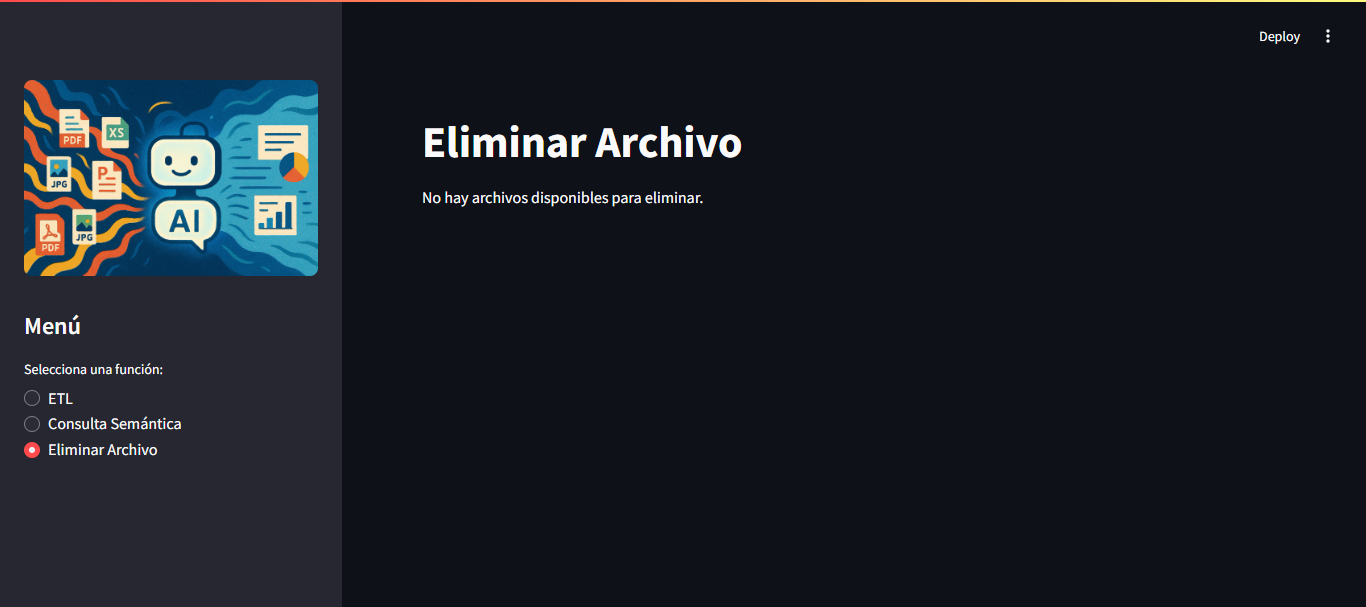 Deploy
PDF
XS
JPG
P
PDF
JPG
AI
Eliminar Archivo
No hay archivos disponibles para eliminar.
Menú
Selecciona una función:
ETL
Consulta Semántica
Eliminar Archivo